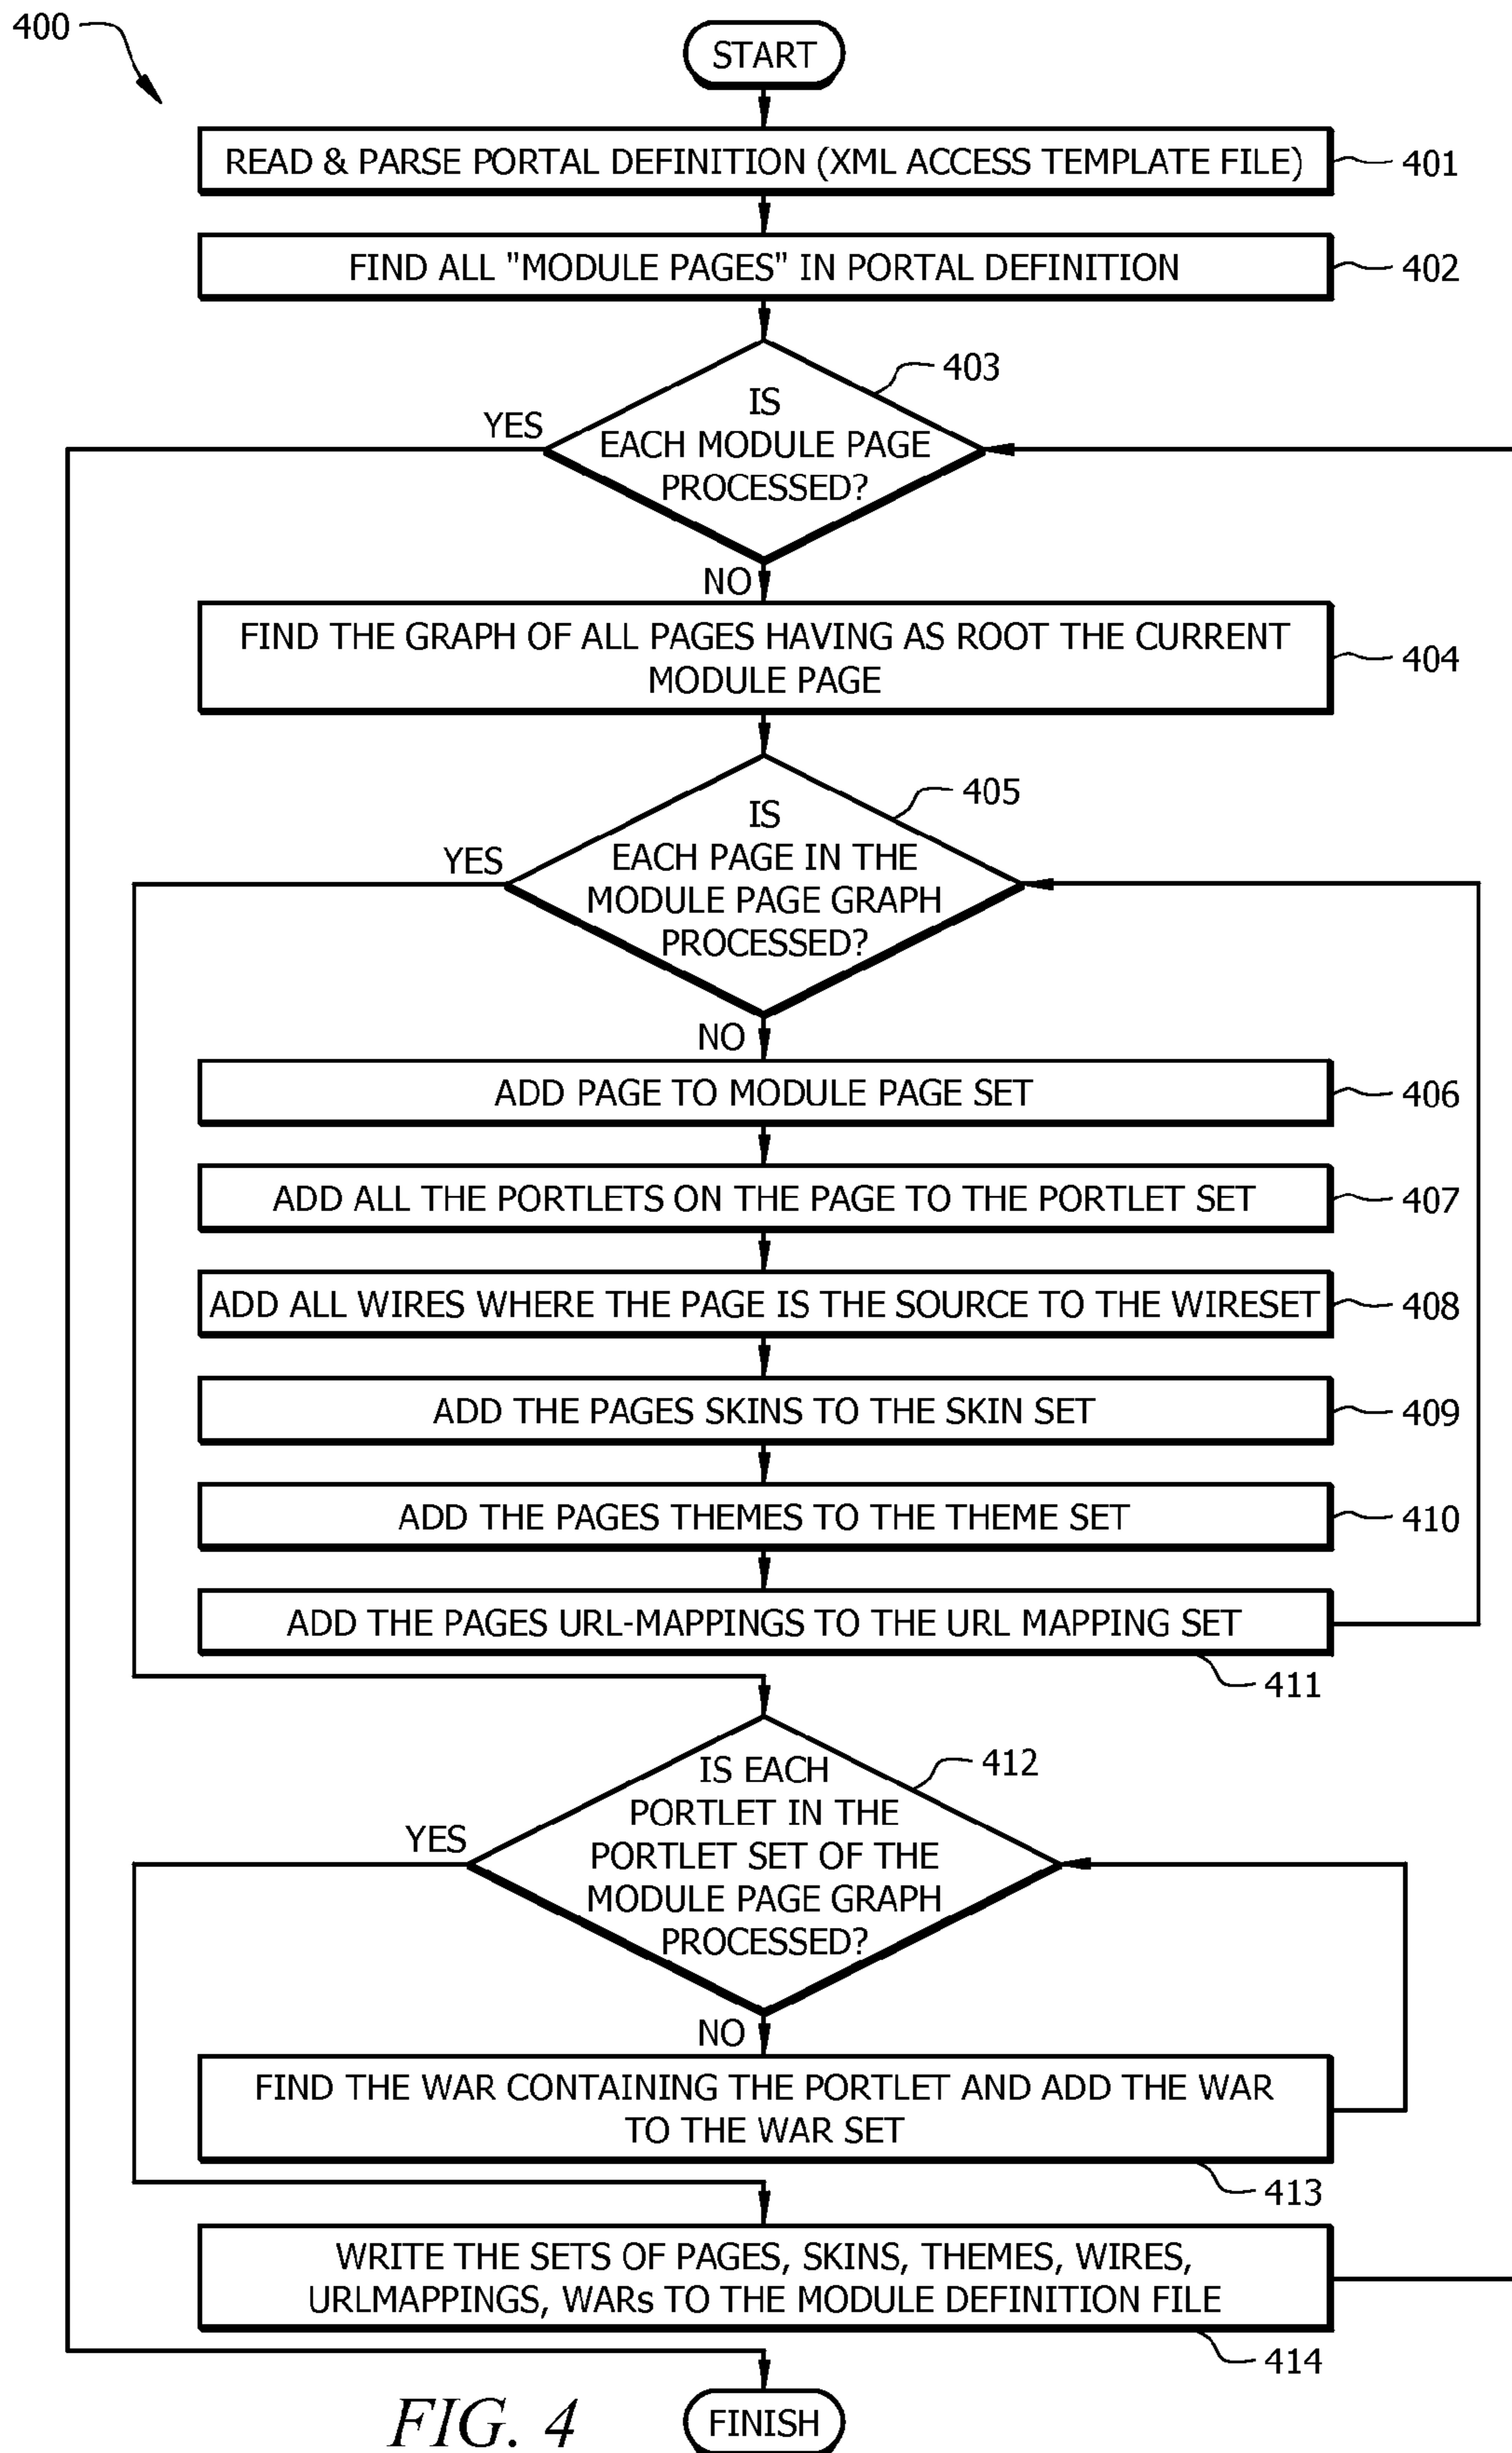 400
START
READ & PARSE PORTAL DEFINITION (XML ACCESS TEMPLATE FILE)
401
FIND ALL "MODULE PAGES" IN PORTAL DEFINITION
402
403
IS
EACH MODULE PAGE
PROCESSED?
YES
NO
FIND THE GRAPH OF ALL PAGES HAVING AS ROOT THE CURRENT
MODULE PAGE
404
405
IS
EACH PAGE IN THE
MODULE PAGE GRAPH
PROCESSED?
YES
NO
ADD PAGE TO MODULE PAGE SET
406
ADD ALL THE PORTLETS ON THE PAGE TO THE PORTLET SET
407
ADD ALL WIRES WHERE THE PAGE IS THE SOURCE TO THE WIRESET
408
ADD THE PAGES SKINS TO THE SKIN SET
409
ADD THE PAGES THEMES TO THE THEME SET
410
ADD THE PAGES URL-MAPPINGS TO THE URL MAPPING SET
411
412
IS EACH
PORTLET IN THE
PORTLET SET OF THE
MODULE PAGE GRAPH
PROCESSED?
YES
NO
FIND THE WAR CONTAINING THE PORTLET AND ADD THE WAR
TO THE WAR SET
413
WRITE THE SETS OF PAGES, SKINS, THEMES, WIRES,
URLMAPPINGS, WARs TO THE MODULE DEFINITION FILE
414
FINISH
FIG. 4